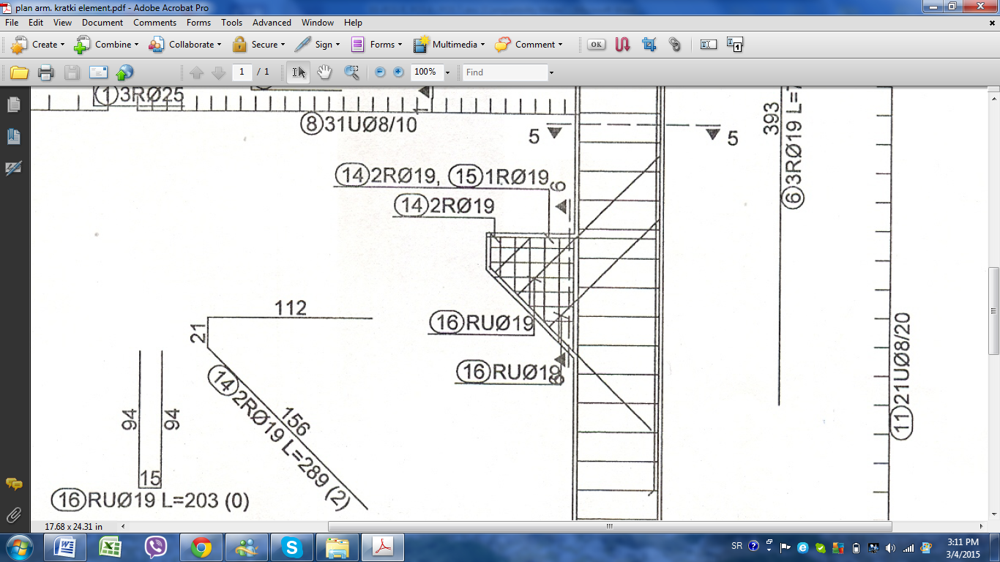 plan arm. kratki element.pdf - Adobe Acrobat Pro
File Edit View Document Comments Forms Tools Advanced Window Help
Create Combine Collaborate Secure Sign Forms Multimedia Comment OK
1 / 1 100% Find
1 3RØ25
8 31UØ8/10
5 5
393
6 3RØ19 L=
14 2RØ19, 15 1RØ19
6
14 2RØ19
112
21
16 RUØ19
16 RUØ19
6
14 2RØ19 L=289 (2)
156
94 94
15
16 RUØ19 L=203 (0)
11 21UØ8/20
17.68 x 24.31 in
SR
3:11 PM
3/4/2015